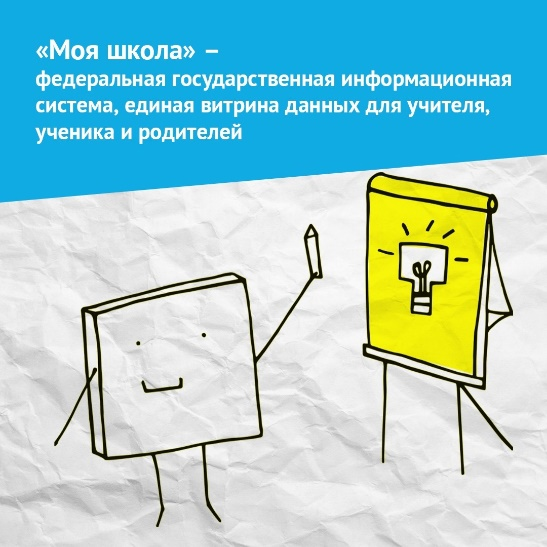 «Моя школа» –
федеральная государственная информационная
система, единая витрина данных для учителя,
ученика и родителей